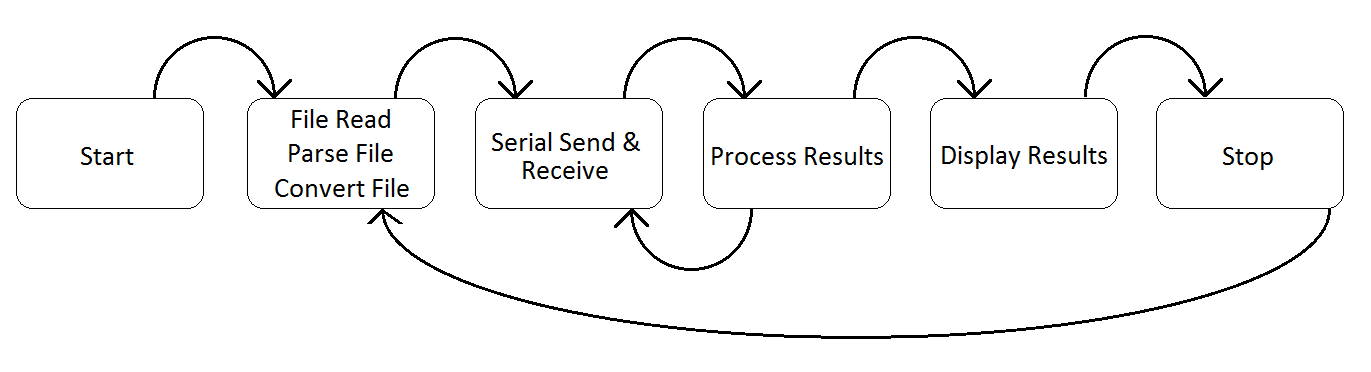 Start
File Read
Parse File
Convert File
Serial Send &
Receive
Process Results
Display Results
Stop